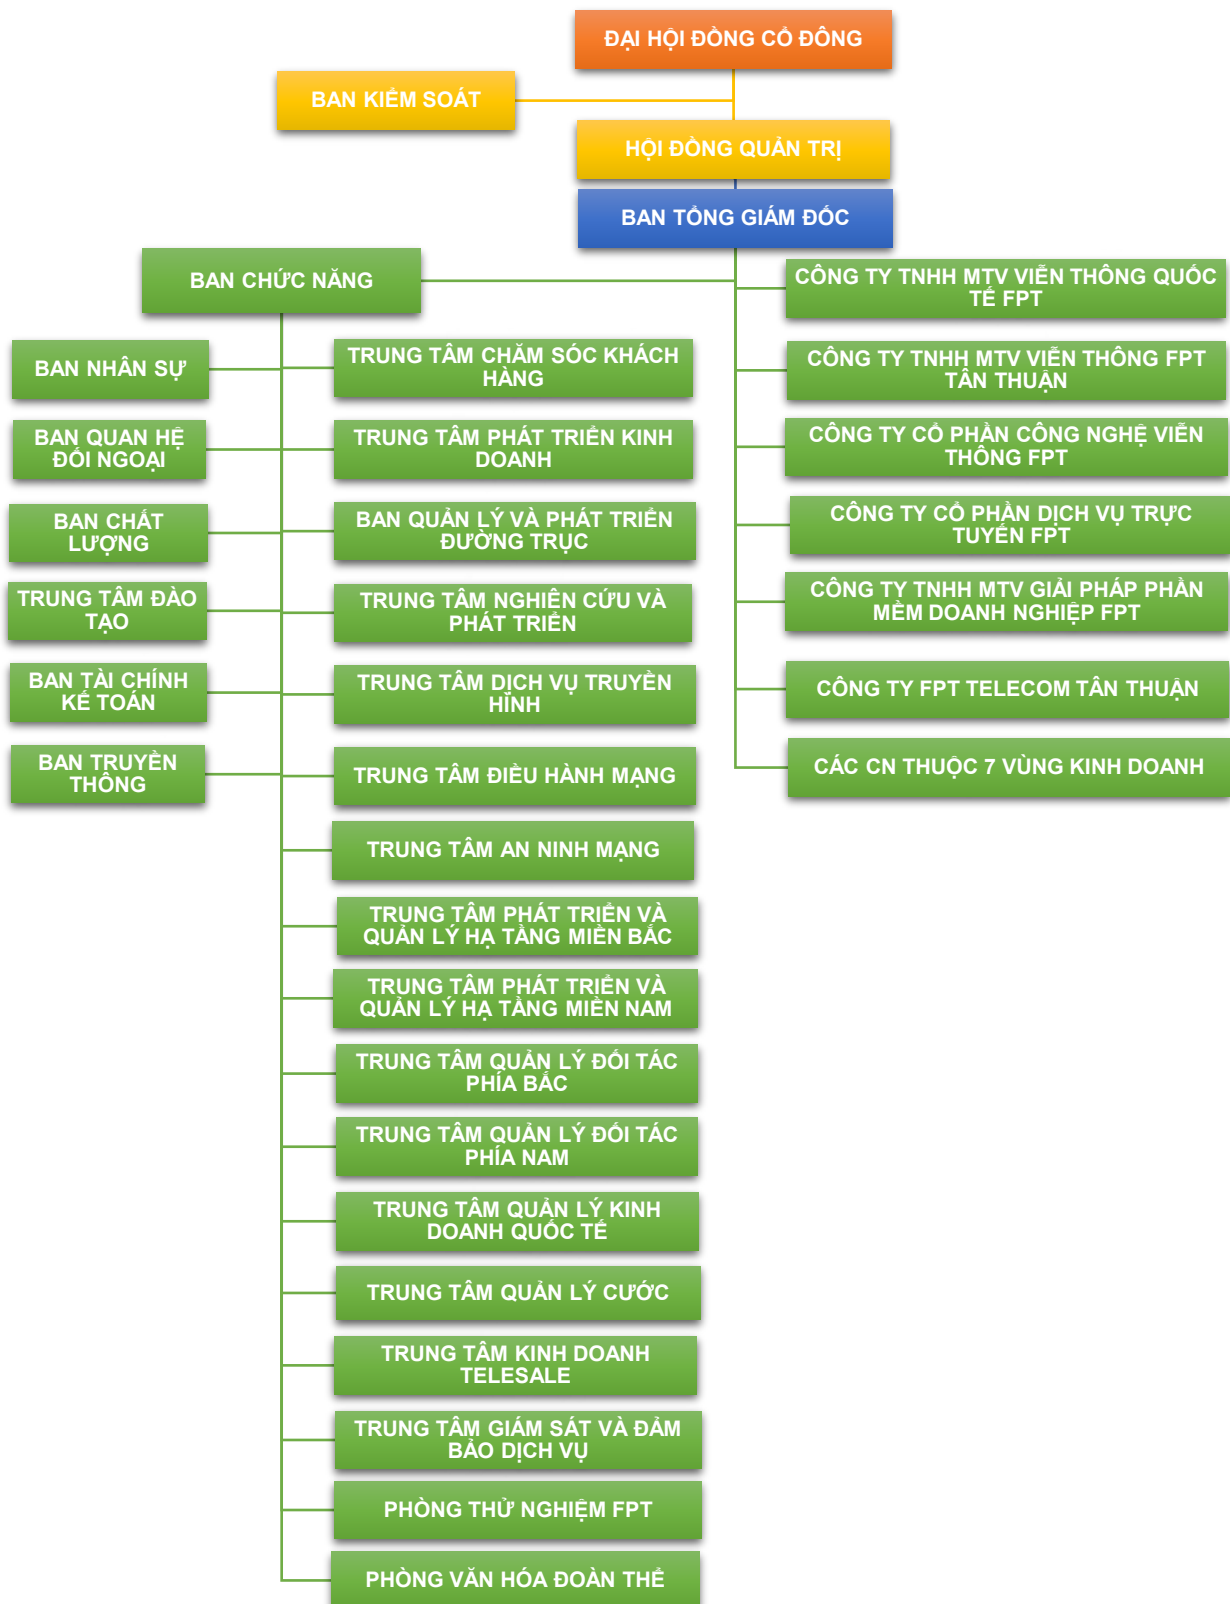 ĐẠI HỘI ĐỒNG CỔ ĐÔNG
BAN KIỂM SOÁT
HỘI ĐỒNG QUẢN TRỊ
BAN TỔNG GIÁM ĐỐC
BAN CHỨC NĂNG
BAN NHÂN SỰ
BAN QUAN HỆ
ĐỐI NGOẠI
BAN CHẤT
LƯỢNG
TRUNG TÂM ĐÀO
TẠO
BAN TÀI CHÍNH
KẾ TOÁN
BAN TRUYỀN
THÔNG
TRUNG TÂM CHĂM SÓC KHÁCH
HÀNG
TRUNG TÂM PHÁT TRIỂN KINH
DOANH
BAN QUẢN LÝ VÀ PHÁT TRIỂN
ĐƯỜNG TRỤC
TRUNG TÂM NGHIÊN CỨU VÀ
PHÁT TRIỂN
TRUNG TÂM DỊCH VỤ TRUYỀN
HÌNH
TRUNG TÂM ĐIỀU HÀNH MẠNG
TRUNG TÂM AN NINH MẠNG
TRUNG TÂM PHÁT TRIỂN VÀ
QUẢN LÝ HẠ TẦNG MIỀN BẮC
TRUNG TÂM PHÁT TRIỂN VÀ
QUẢN LÝ HẠ TẦNG MIỀN NAM
TRUNG TÂM QUẢN LÝ ĐỐI TÁC
PHÍA BẮC
TRUNG TÂM QUẢN LÝ ĐỐI TÁC
PHÍA NAM
TRUNG TÂM QUẢN LÝ KINH
DOANH QUỐC TẾ
TRUNG TÂM QUẢN LÝ CƯỚC
TRUNG TÂM KINH DOANH
TELESALE
TRUNG TÂM GIÁM SÁT VÀ ĐẢM
BẢO DỊCH VỤ
PHÒNG THỬ NGHIỆM FPT
PHÒNG VĂN HÓA ĐOÀN THỂ
CÔNG TY TNHH MTV VIỄN THÔNG QUỐC
TẾ FPT
CÔNG TY TNHH MTV VIỄN THÔNG FPT
TÂN THUẬN
CÔNG TY CỔ PHẦN CÔNG NGHỆ VIỄN
THÔNG FPT
CÔNG TY CỔ PHẦN DỊCH VỤ TRỰC
TUYẾN FPT
CÔNG TY TNHH MTV GIẢI PHÁP PHẦN
MỀM DOANH NGHIỆP FPT
CÔNG TY FPT TELECOM TÂN THUẬN
CÁC CN THUỘC 7 VÙNG KINH DOANH